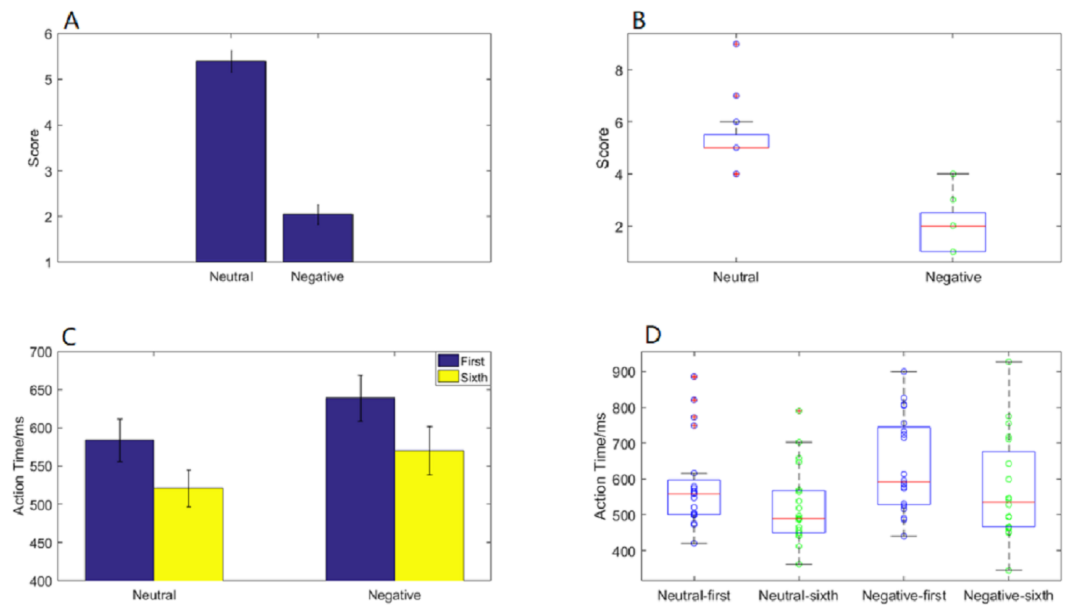 A
6
5
4
3
2
1
Score
Neutral Negative
B
8
6
4
2
Score
Neutral Negative
C
700
650
600
550
500
450
400
Action Time/ms
First
Sixth
Neutral Negative
D
900
800
700
600
500
400
Action Time/ms
Neutral-first Neutral-sixth Negative-first Negative-sixth